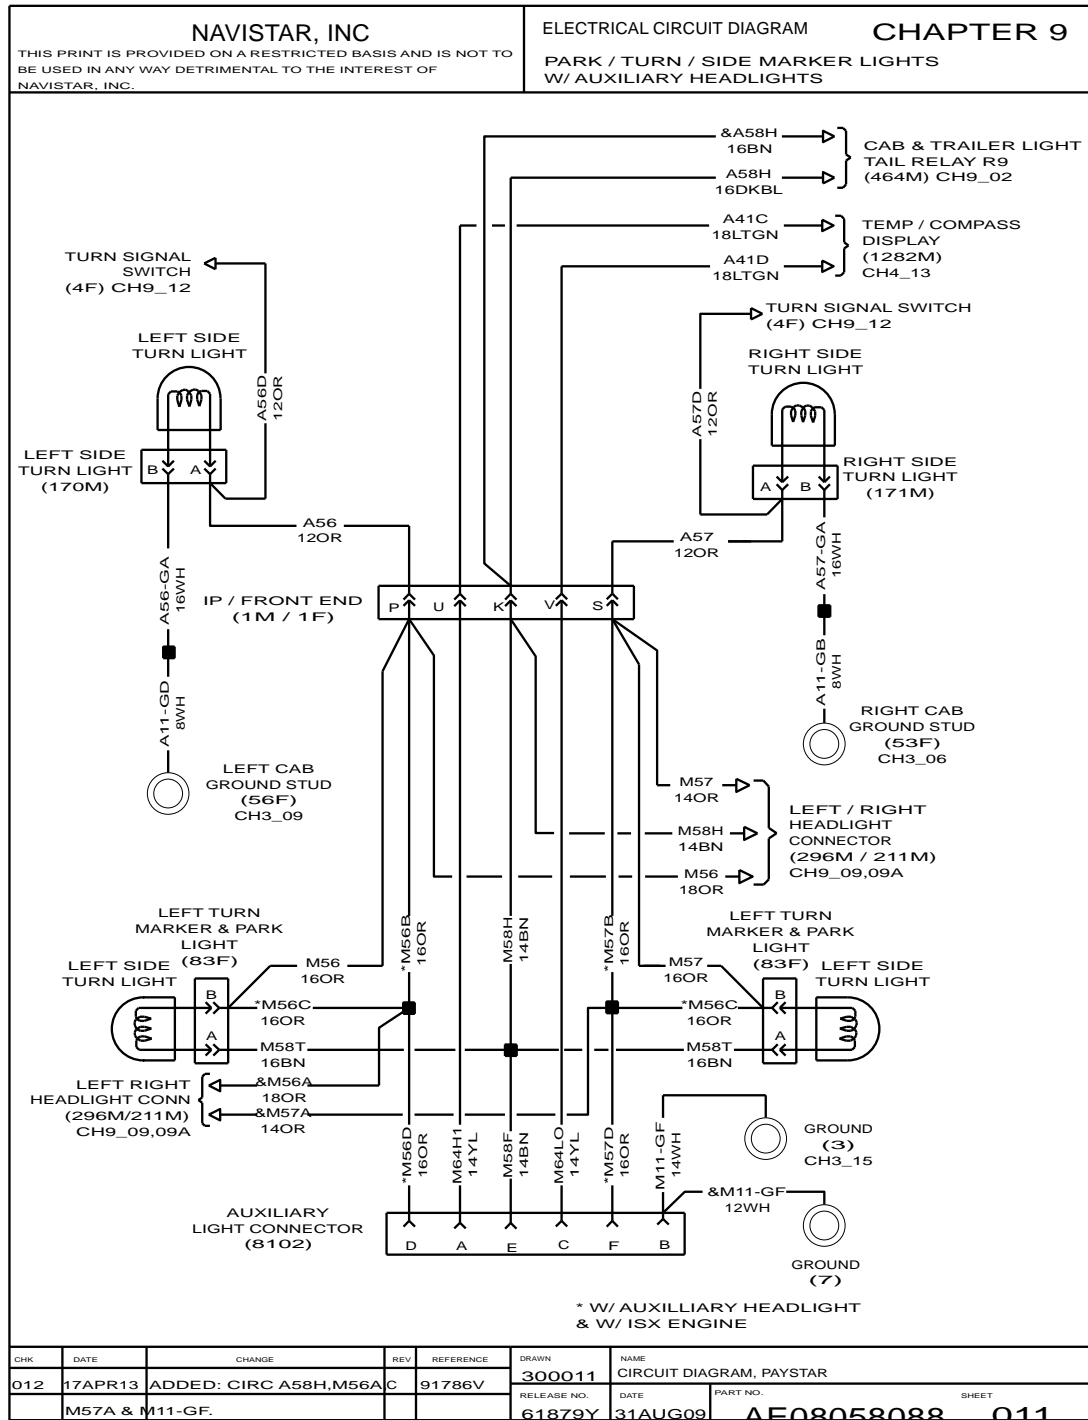 NAVISTAR, INC
THIS PRINT IS PROVIDED ON A RESTRICTED BASIS AND IS NOT TO
BE USED IN ANY WAY DETRIMENTAL TO THE INTEREST OF
NAVISTAR, INC.
ELECTRICAL CIRCUIT DIAGRAM
CHAPTER 9
PARK / TURN / SIDE MARKER LIGHTS
W/ AUXILIARY HEADLIGHTS
&A58H
16BN
A58H
16DKBL
CAB & TRAILER LIGHT
TAIL RELAY R9
(464M) CH9_02
A41C
18LTGN
A41D
18LTGN
TEMP / COMPASS
DISPLAY
(1282M)
CH4_13
TURN SIGNAL
SWITCH
(4F) CH9_12
TURN SIGNAL SWITCH
(4F) CH9_12
LEFT SIDE
TURN LIGHT
A56D
12OR
RIGHT SIDE
TURN LIGHT
A57D
12OR
LEFT SIDE
TURN LIGHT
(170M)
B A
RIGHT SIDE
TURN LIGHT
(171M)
A B
A56
12OR
A57
12OR
A56-GA
16WH
A57-GA
16WH
IP / FRONT END
(1M / 1F)
P U K V S
A11-GD
8WH
A11-GB
8WH
LEFT CAB
GROUND STUD
(56F)
CH3_09
RIGHT CAB
GROUND STUD
(53F)
CH3_06
M57
14OR
M58H
14BN
M56
18OR
LEFT / RIGHT
HEADLIGHT
CONNECTOR
(296M / 211M)
CH9_09,09A
LEFT TURN
MARKER & PARK
LIGHT
(83F)
LEFT SIDE
TURN LIGHT
B
A
M56
16OR
*M56C
16OR
M58T
16BN
*M56B
16OR
M58H
14BN
*M57B
16OR
LEFT TURN
MARKER & PARK
LIGHT
(83F)
LEFT SIDE
TURN LIGHT
B
A
M57
16OR
*M56C
16OR
M58T
16BN
LEFT RIGHT
HEADLIGHT CONN
(296M/211M)
CH9_09,09A
&M56A
18OR
&M57A
14OR
*M56D
16OR
M64H1
14YL
M58F
14BN
M64LO
14YL
*M57D
16OR
M11-GF
14WH
GROUND
(3)
CH3_15
&M11-GF
12WH
GROUND
(7)
AUXILIARY
LIGHT CONNECTOR
(8102)
D A E C F B
* W/ AUXILLIARY HEADLIGHT
& W/ ISX ENGINE
CHK DATE CHANGE REV REFERENCE
012 17APR13 ADDED: CIRC A58H,M56A C 91786V
M57A & M11-GF.
DRAWN
300011
NAME
CIRCUIT DIAGRAM, PAYSTAR
RELEASE NO.
61879Y
DATE
31AUG09
PART NO.
AE08058088
SHEET
011